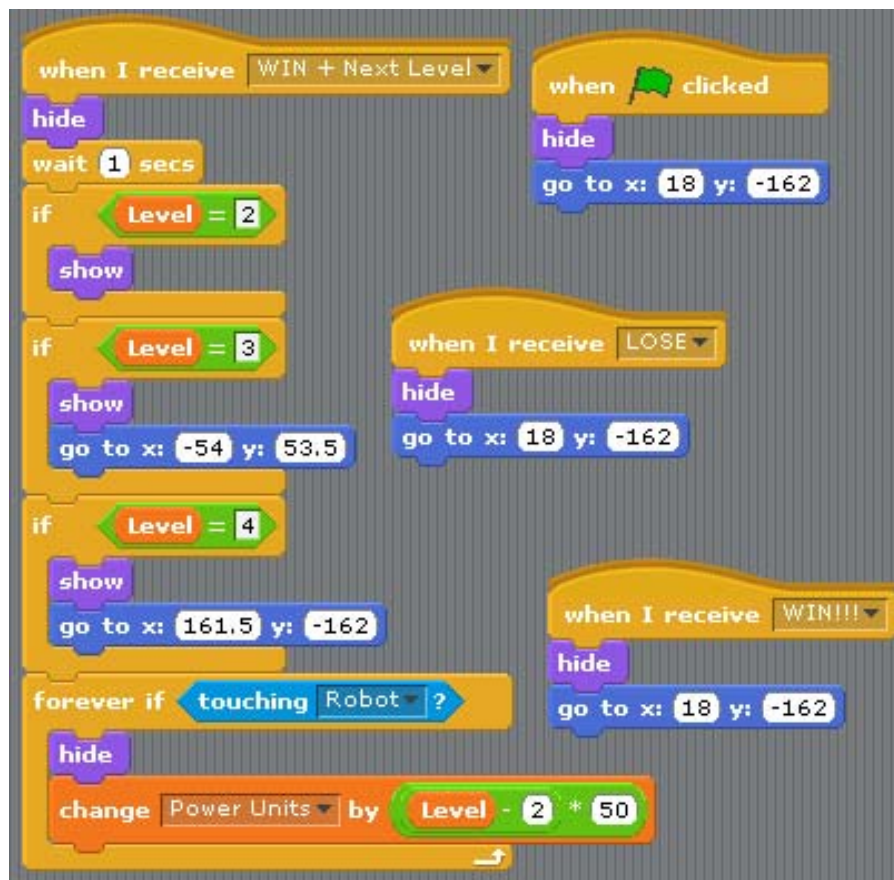 when I receive WIN + Next Level
hide
wait 1 secs
if Level = 2
show
if Level = 3
show
go to x: -54 y: 53.5
if Level = 4
show
go to x: 161.5 y: -162
forever if touching Robot ?
hide
change Power Units by Level - 2 * 50
when clicked
hide
go to x: 18 y: -162
when I receive LOSE
hide
go to x: 18 y: -162
when I receive WIN!!!
hide
go to x: 18 y: -162